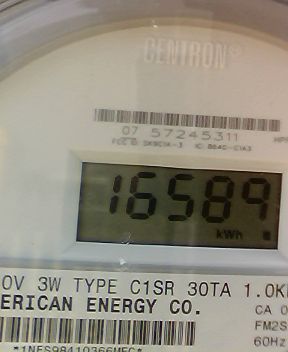 CENTRON®
07 57245311
16589
kWh
0V 3W TYPE C1SR 30TA 1.0K
ERICAN ENERGY CO.
CA 0
FM2S
60Hz